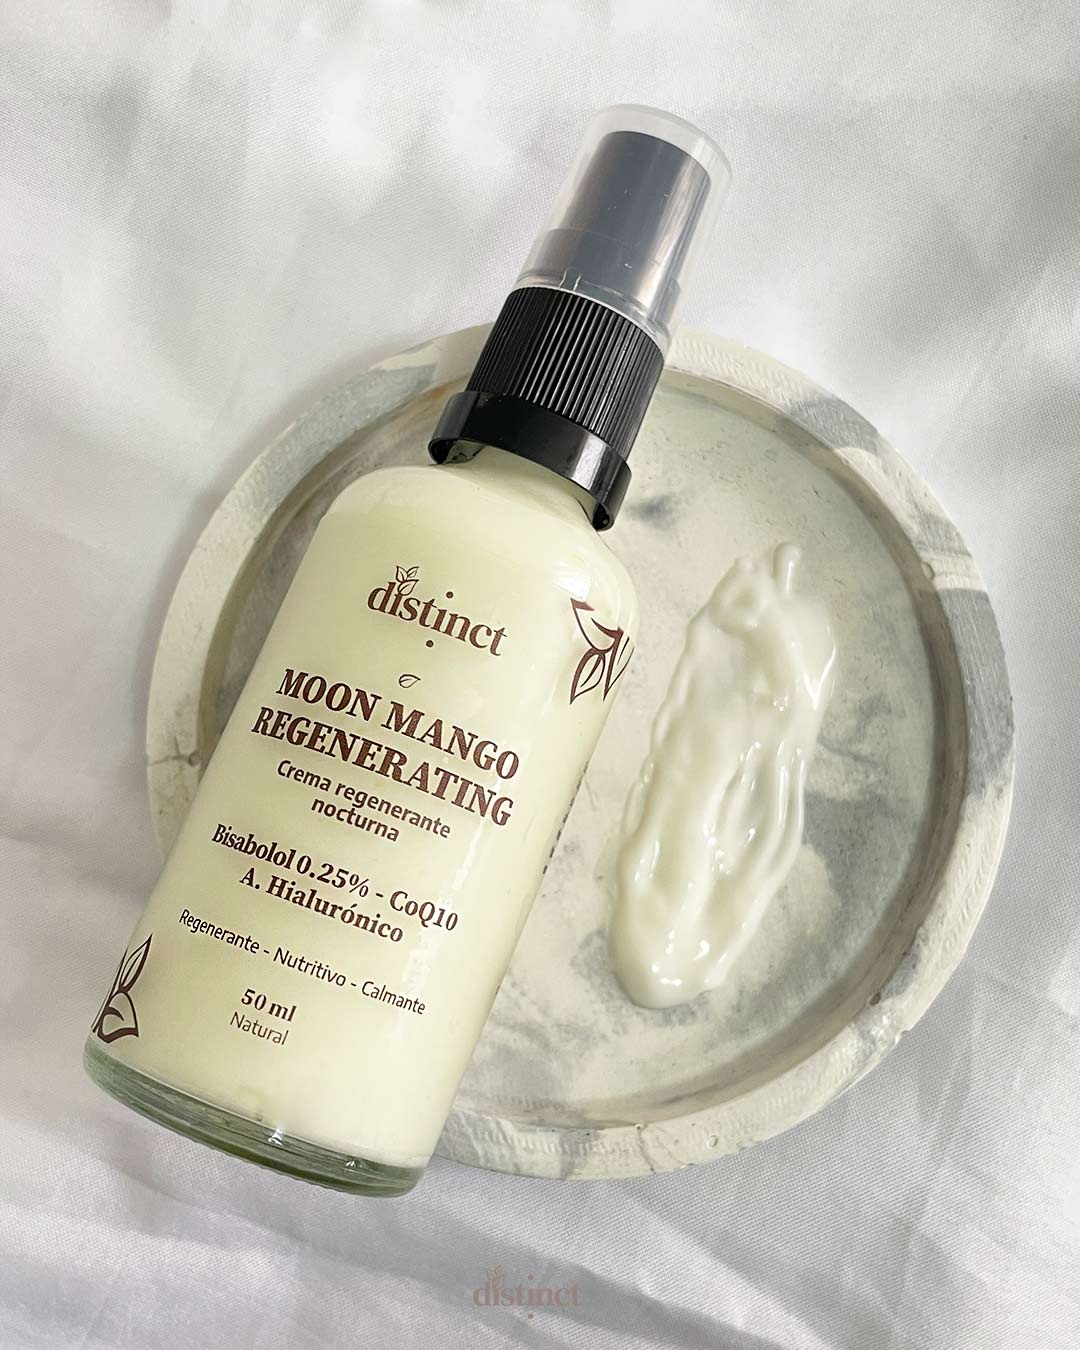 distinct
MOON MANGO
REGENERATING
Crema regenerante
nocturna
Bisabolol 0.25% - CoQ10
A. Hialurónico
Regenerante - Nutritivo - Calmante
50 ml
Natural
distinct